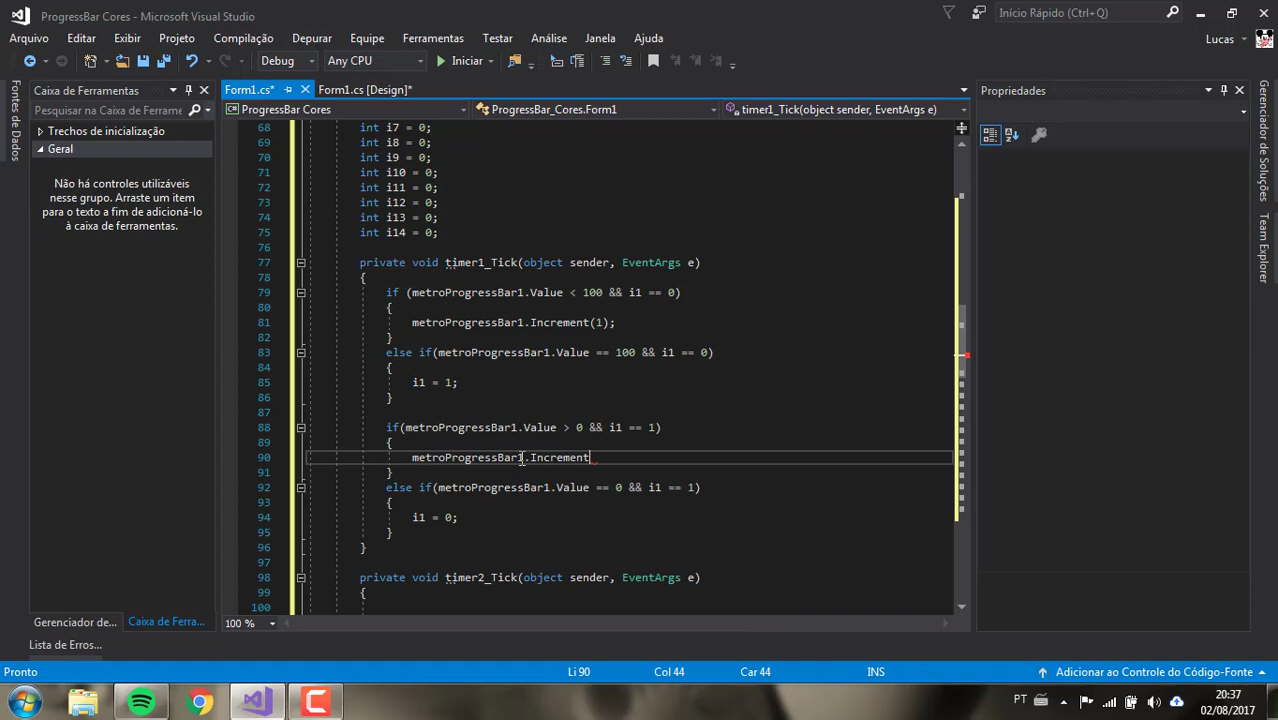 ProgressBar Cores - Microsoft Visual Studio
Início Rápido (Ctrl+Q)
Arquivo Editar Exibir Projeto Compilação Depurar Equipe Ferramentas Testar Análise Janela Ajuda
Lucas
Debug Any CPU Iniciar
Fontes de Dados
Caixa de Ferramentas
Pesquisar na Caixa de Ferrame
Trechos de inicialização
Geral
Não há controles utilizáveis
nesse grupo. Arraste um item
para o texto a fim de adicioná-lo
à caixa de ferramentas.
Gerenciador de... Caixa de Ferra...
Form1.cs* Form1.cs [Design]*
ProgressBar Cores ProgressBar_Cores.Form1 timer1_Tick(object sender, EventArgs e)
68 int i7 = 0;
69 int i8 = 0;
70 int i9 = 0;
71 int i10 = 0;
72 int i11 = 0;
73 int i12 = 0;
74 int i13 = 0;
75 int i14 = 0;
76
77 private void timer1_Tick(object sender, EventArgs e)
78 {
79 if (metroProgressBar1.Value < 100 && i1 == 0)
80 {
81 metroProgressBar1.Increment(1);
82 }
83 else if(metroProgressBar1.Value == 100 && i1 == 0)
84 {
85 i1 = 1;
86 }
87
88 if(metroProgressBar1.Value > 0 && i1 == 1)
89 {
90 metroProgressBar1.Increment
91 }
92 else if(metroProgressBar1.Value == 0 && i1 == 1)
93 {
94 i1 = 0;
95 }
96 }
97
98 private void timer2_Tick(object sender, EventArgs e)
99 {
100
100 %
Propriedades
Gerenciador de Soluções
Team Explorer
Lista de Erros...
Pronto Li 90 Col 44 Car 44 INS Adicionar ao Controle do Código-Fonte
PT
20:37
02/08/2017